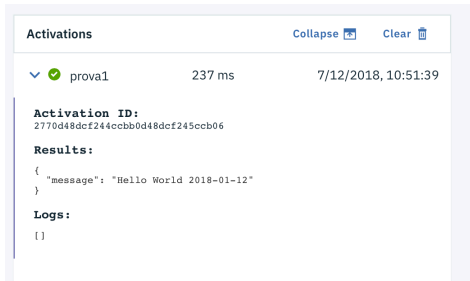 Activations Collapse Clear
prova1 237 ms 7/12/2018, 10:51:39
Activation ID:
2770d48dcf244ccbb0d48dcf245ccb06
Results:
{
"message": "Hello World 2018-01-12"
}
Logs:
[]